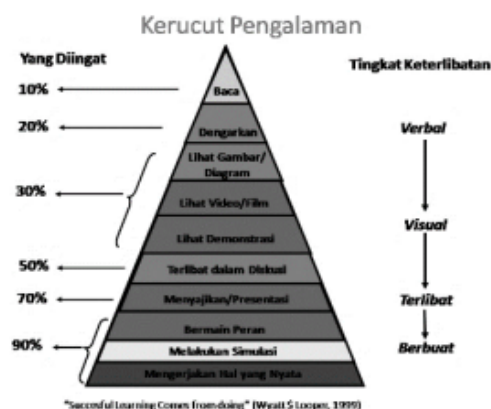 Kerucut Pengalaman
Yang Diingat
Tingkat Keterlibatan
10%
Baca
20%
Dengarkan
Verbal
Lihat Gambar/
Diagram
30%
Lihat Video/Film
Visual
Lihat Demonstrasi
50%
Terlibat dalam Diskusi
70%
Menyajikan/Presentasi
Terlibat
Bermain Peran
90%
Melakukan Simulasi
Berbuat
Mengerjakan Hal yang Nyata
"Succesful Learning Comes from doing" (Wyatt S Looper, 1999)